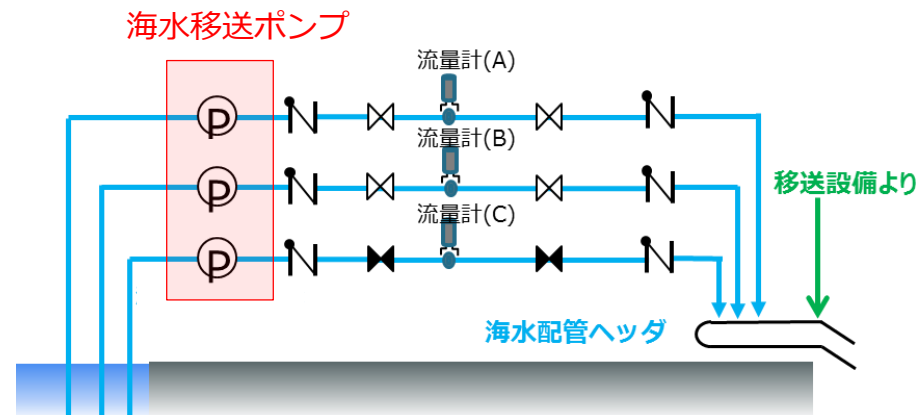 海水移送ポンプ
流量計(A)
P
流量計(B)
P
移送設備より
流量計(C)
P
海水配管ヘッダ